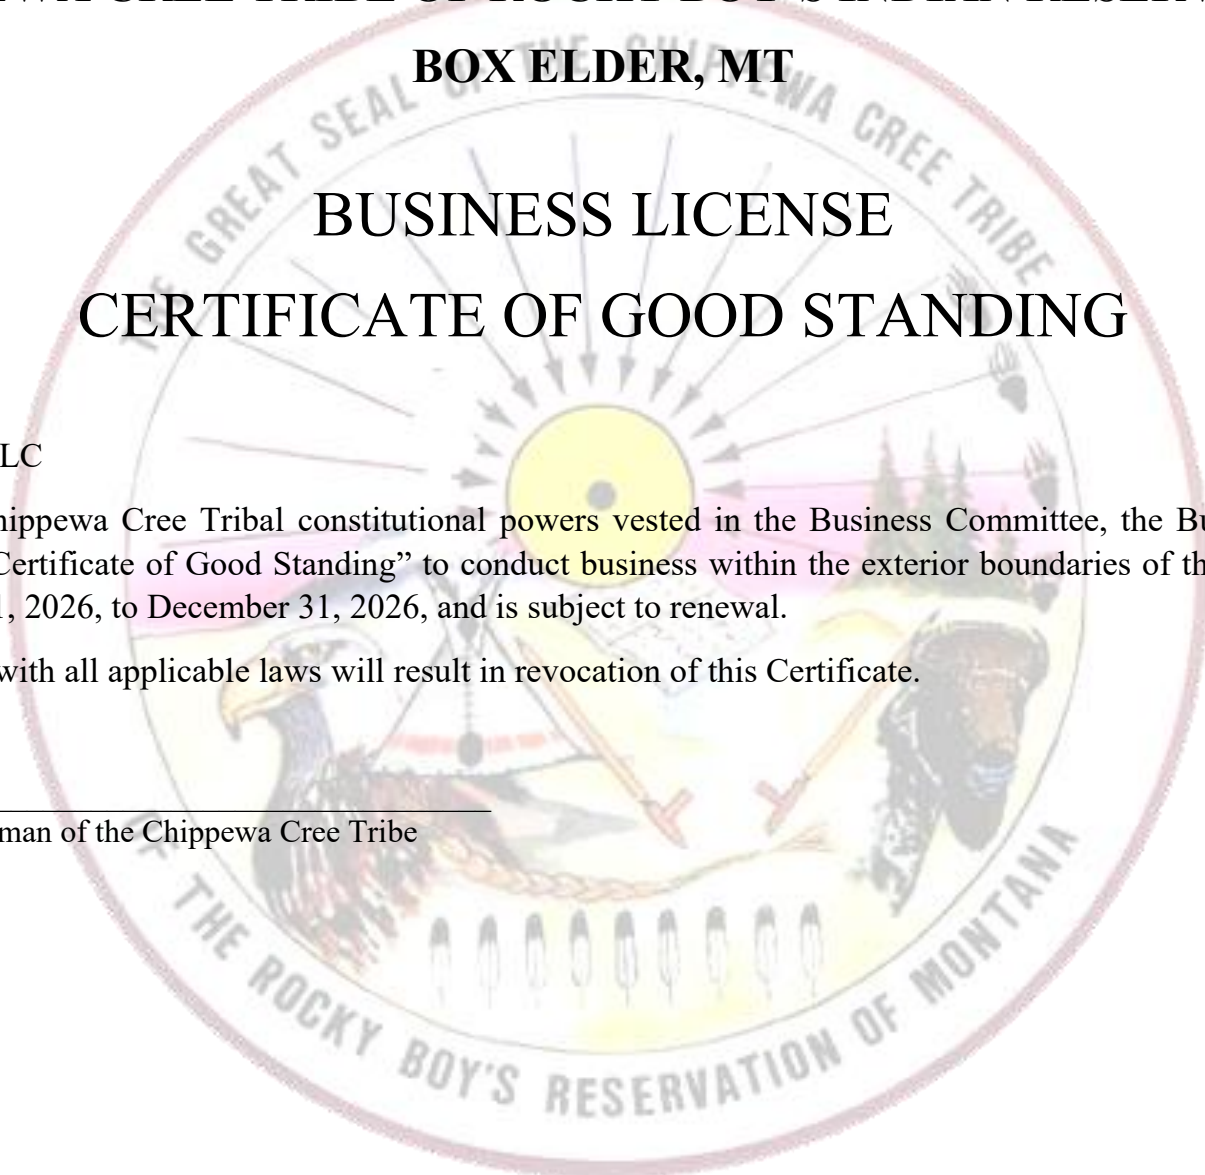 BOX ELDER, MT
BUSINESS LICENSE
CERTIFICATE OF GOOD STANDING
LC
hippewa Cree Tribal constitutional powers vested in the Business Committee, the Bu
Certificate of Good Standing” to conduct business within the exterior boundaries of th
1, 2026, to December 31, 2026, and is subject to renewal.
with all applicable laws will result in revocation of this Certificate.
man of the Chippewa Cree Tribe
THE GREAT SEAL OF THE CHIPPEWA CREE TRIBE
OF THE ROCKY BOY'S RESERVATION OF MONTANA